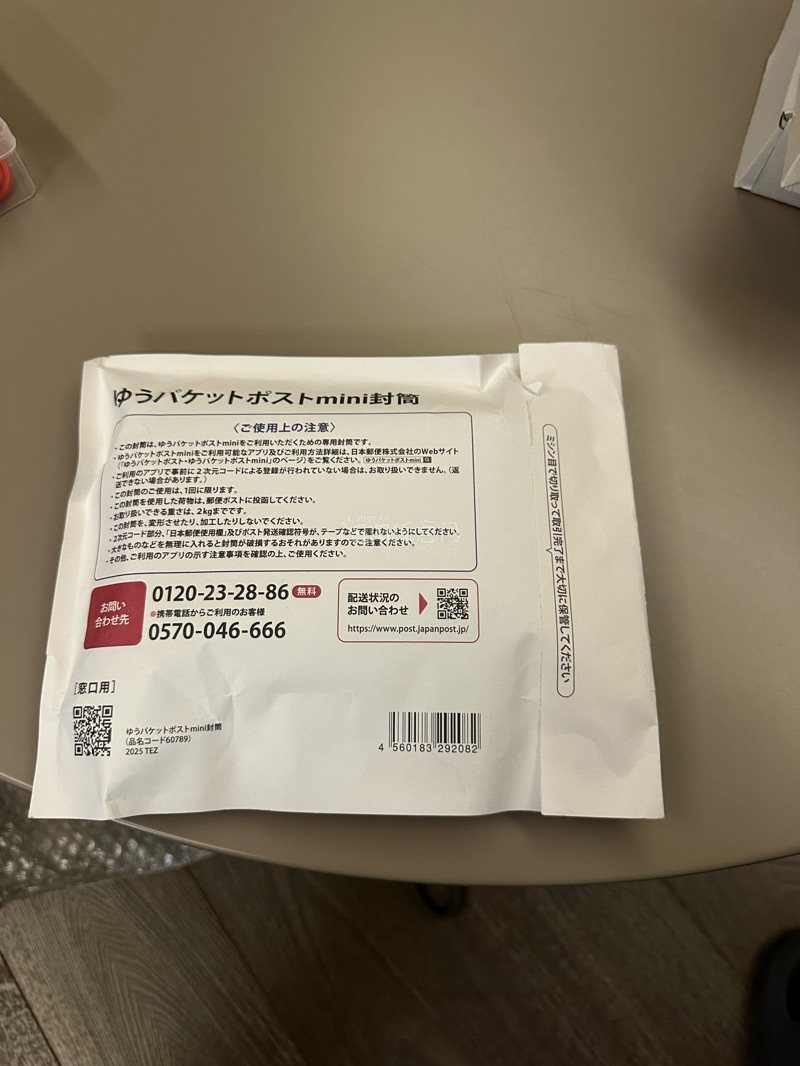 ゆうパケットポストmini封筒
〈ご使用上の注意〉
・この封筒は、ゆうパケットポストminiをご利用いただくための専用封筒です。
・ゆうパケットポストminiをご利用可能なアプリ及びご利用方法詳細は、日本郵便株式会社のWebサイト
(「ゆうパケットポスト・ゆうパケットポストmini」のページ)をご覧ください。 ゆうパケットポストmini
・ご利用のアプリで事前に2次元コードによる登録が行われていない場合は、お取り扱いできません。(返
送できない場合があります。)
・この封筒のご使用は、1回に限ります。
・この封筒を使用した荷物は、郵便ポストに投函してください。
・お取り扱いできる重さは、2kgまでです。
・この封筒を、変形させたり、加工したりしないでください。
・2次元コード部分、「日本郵便使用欄」及びポスト発送確認符号が、テープなどで隠れないようにしてください。
・大きなものなどを無理に入れると封筒が破損するおそれがありますのでご注意ください。
・その他、ご利用のアプリの示す注意事項を確認の上、ご使用ください。
お問い
合わせ先
0120-23-28-86 無料
●携帯電話からご利用のお客様
0570-046-666
配送状況の
お問い合わせ
https://www.post.japanpost.jp/
[窓口用]
ゆうパケットポストmini封筒
(品名コード60789)
2025 TEZ
4 560183 292082
ミシン目で切り取って取引完了まで大切に保管してください